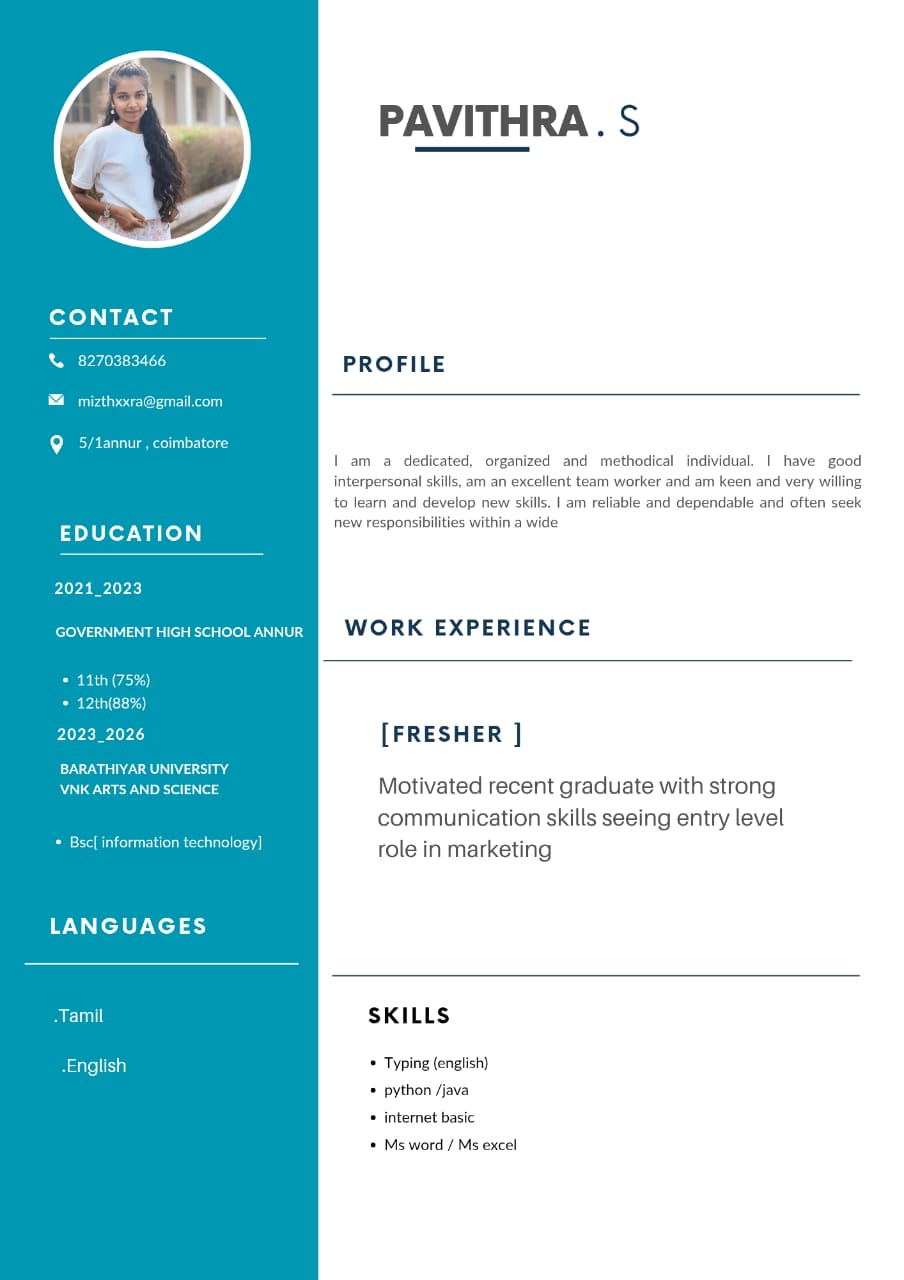 PAVITHRA . S
CONTACT
8270383466
mizthxxra@gmail.com
5/1annur , coimbatore
EDUCATION
2021_2023
GOVERNMENT HIGH SCHOOL ANNUR
• 11th (75%)
• 12th(88%)
2023_2026
BARATHIYAR UNIVERSITY
VNK ARTS AND SCIENCE
• Bsc[ information technology]
LANGUAGES
.Tamil
.English
PROFILE
I am a dedicated, organized and methodical individual. I have good
interpersonal skills, am an excellent team worker and am keen and very willing
to learn and develop new skills. I am reliable and dependable and often seek
new responsibilities within a wide
WORK EXPERIENCE
[FRESHER ]
Motivated recent graduate with strong
communication skills seeing entry level
role in marketing
SKILLS
• Typing (english)
• python /java
• internet basic
• Ms word / Ms excel